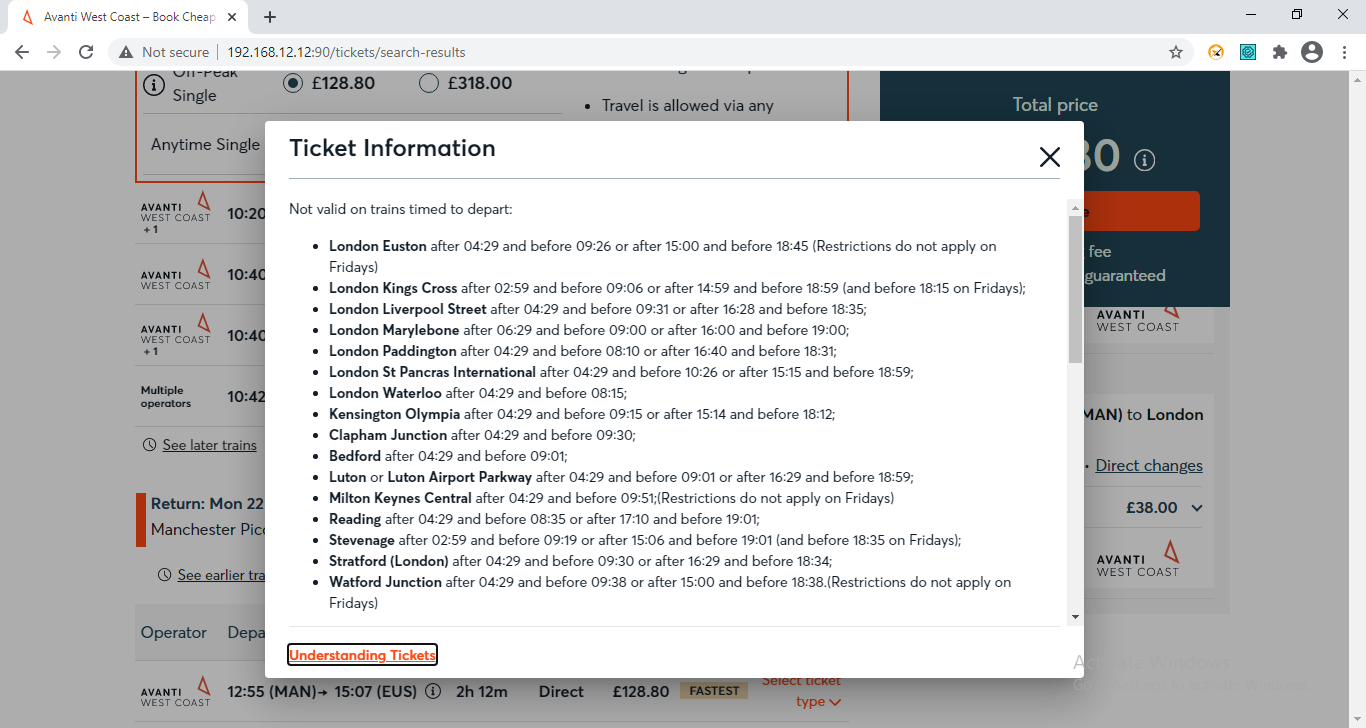 Avanti West Coast – Book Cheap
Not secure
192.168.12.12:90/tickets/search-results
Off-Peak
Single
£128.80
£318.00
Travel is allowed via any
Anytime Single
Total price
fee
guaranteed
Ticket Information
Not valid on trains timed to depart:
London Euston after 04:29 and before 09:26 or after 15:00 and before 18:45 (Restrictions do not apply on
Fridays)
London Kings Cross after 02:59 and before 09:06 or after 14:59 and before 18:59 (and before 18:15 on Fridays);
London Liverpool Street after 04:29 and before 09:31 or after 16:28 and before 18:35;
London Marylebone after 06:29 and before 09:00 or after 16:00 and before 19:00;
London Paddington after 04:29 and before 08:10 or after 16:40 and before 18:31;
London St Pancras International after 04:29 and before 10:26 or after 15:15 and before 18:59;
London Waterloo after 04:29 and before 08:15;
Kensington Olympia after 04:29 and before 09:15 or after 15:14 and before 18:12;
Clapham Junction after 04:29 and before 09:30;
Bedford after 04:29 and before 09:01;
Luton or Luton Airport Parkway after 04:29 and before 09:01 or after 16:29 and before 18:59;
Milton Keynes Central after 04:29 and before 09:51;(Restrictions do not apply on Fridays)
Reading after 04:29 and before 08:35 or after 17:10 and before 19:01;
Stevenage after 02:59 and before 09:19 or after 15:06 and before 19:01 (and before 18:35 on Fridays);
Stratford (London) after 04:29 and before 09:30 or after 16:29 and before 18:34;
Watford Junction after 04:29 and before 09:38 or after 15:00 and before 18:38.(Restrictions do not apply on
Fridays)
Understanding Tickets
AVANTI
WEST COAST
+ 1
10:20
AVANTI
WEST COAST
10:40
AVANTI
WEST COAST
+ 1
10:40
Multiple
operators
10:42
See later trains
Return: Mon 22
Manchester Picc
See earlier tra
Operator
Depa
AVANTI
WEST COAST
12:55 (MAN)→ 15:07 (EUS)
2h 12m
Direct
£128.80
FASTEST
Select ticket
type
AVANTI
WEST COAST
(MAN) to London
· Direct changes
£38.00
AVANTI
WEST COAST
Activate Windows